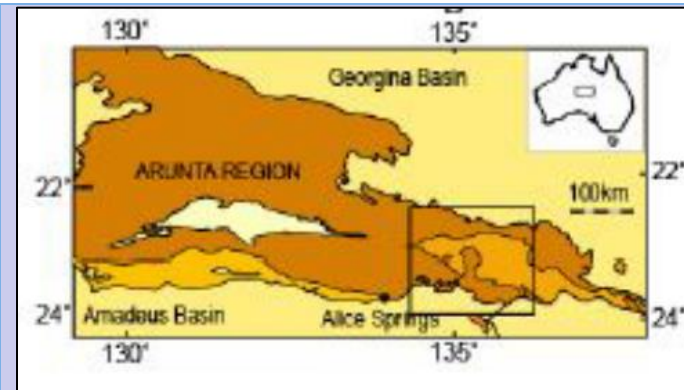 130° 135°
Georgina Basin
ARUNTA REGION
22° 22°
100km
24° Amadeus Basin Alice Springs 24°
130° 135°